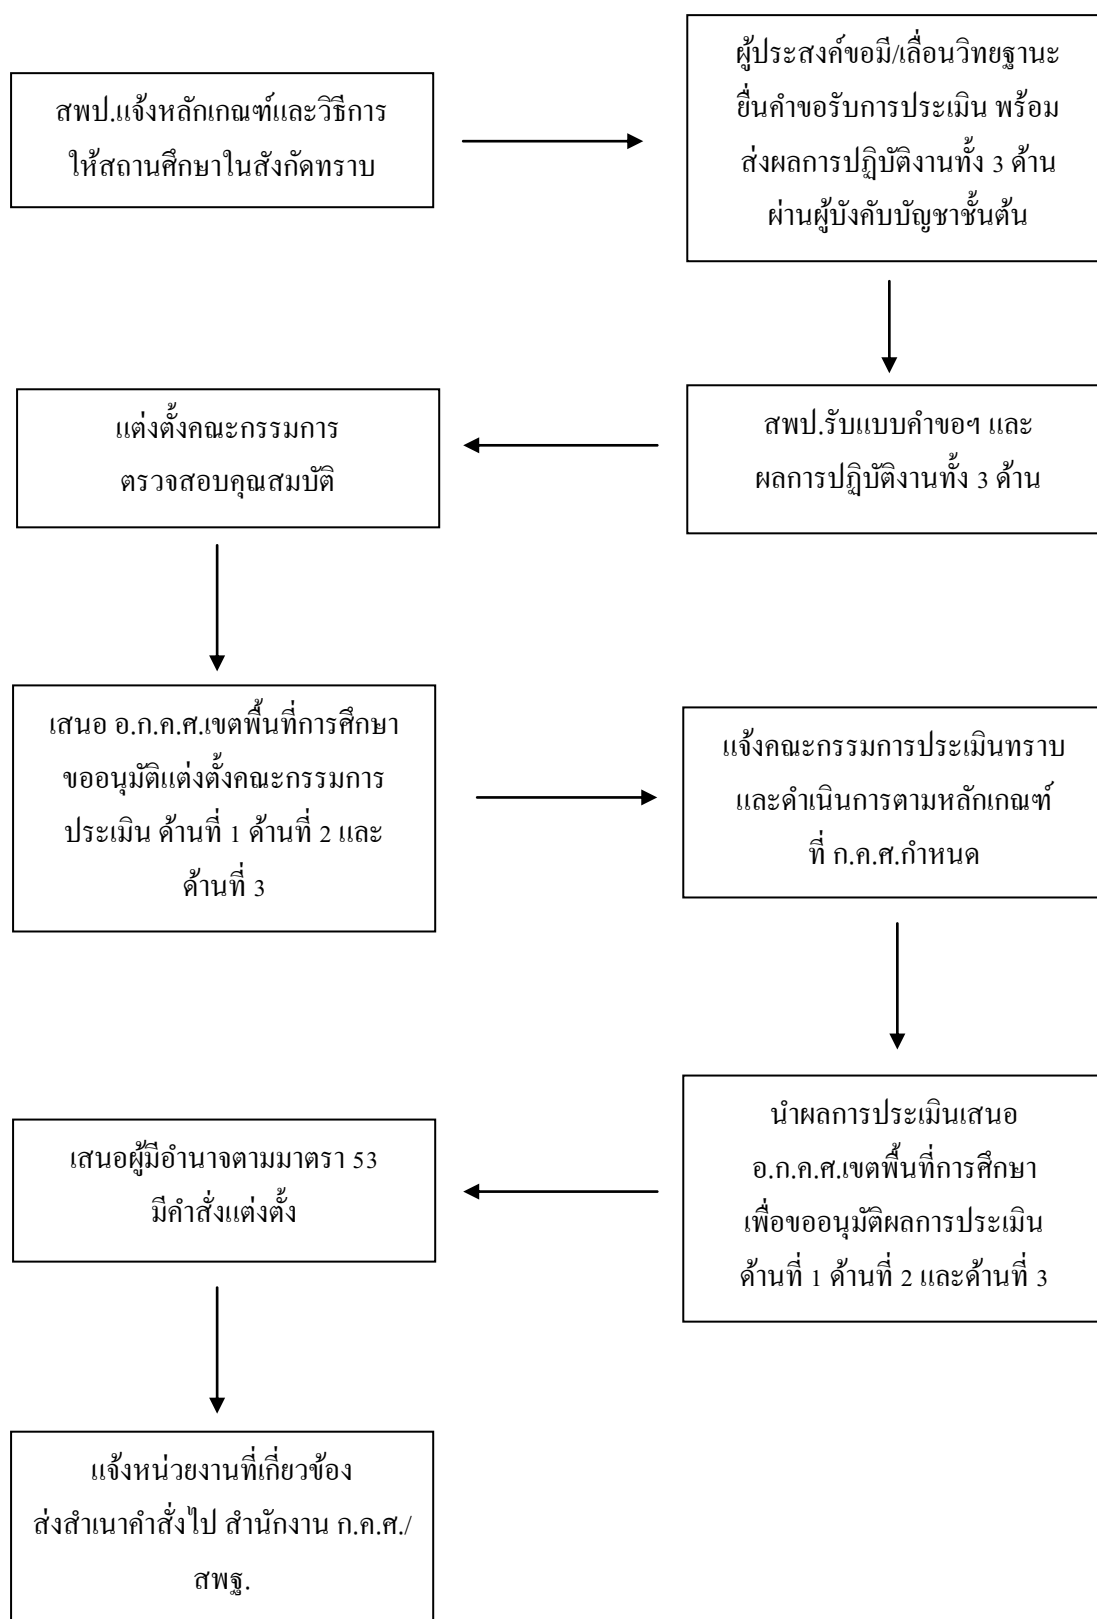 สพป.แจ้งหลักเกณฑ์และวิธีการ
ให้สถานศึกษาในสังกัดทราบ
ผู้ประสงค์ขอมี/เลื่อนวิทยฐานะ
ยื่นคำขอรับการประเมิน พร้อม
ส่งผลการปฏิบัติงานทั้ง 3 ด้าน
ผ่านผู้บังคับบัญชาชั้นต้น
สพป.รับแบบคำขอฯ และ
ผลการปฏิบัติงานทั้ง 3 ด้าน
แต่งตั้งคณะกรรมการ
ตรวจสอบคุณสมบัติ
เสนอ อ.ก.ค.ศ.เขตพื้นที่การศึกษา
ขออนุมัติแต่งตั้งคณะกรรมการ
ประเมิน ด้านที่ 1 ด้านที่ 2 และ
ด้านที่ 3
แจ้งคณะกรรมการประเมินทราบ
และดำเนินการตามหลักเกณฑ์
ที่ ก.ค.ศ.กำหนด
นำผลการประเมินเสนอ
อ.ก.ค.ศ.เขตพื้นที่การศึกษา
เพื่อขออนุมัติผลการประเมิน
ด้านที่ 1 ด้านที่ 2 และด้านที่ 3
เสนอผู้มีอำนาจตามมาตรา 53
มีคำสั่งแต่งตั้ง
แจ้งหน่วยงานที่เกี่ยวข้อง
ส่งสำเนาคำสั่งไป สำนักงาน ก.ค.ศ./
สพฐ.